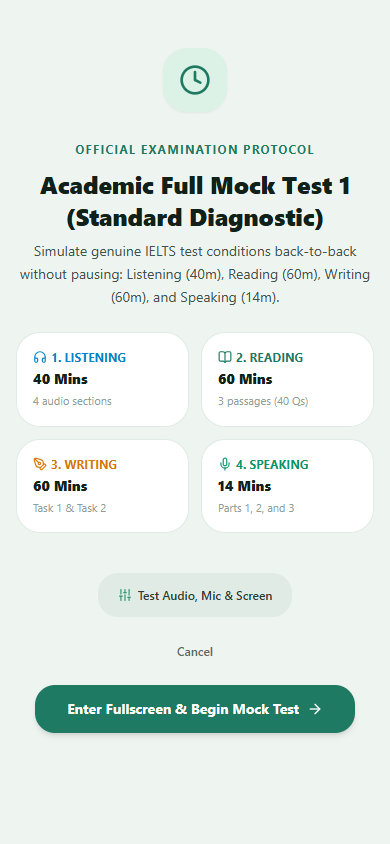 OFFICIAL EXAMINATION PROTOCOL
Academic Full Mock Test 1
(Standard Diagnostic)
Simulate genuine IELTS test conditions back-to-back
without pausing: Listening (40m), Reading (60m), Writing
(60m), and Speaking (14m).
1. LISTENING
40 Mins
4 audio sections
2. READING
60 Mins
3 passages (40 Qs)
3. WRITING
60 Mins
Task 1 & Task 2
4. SPEAKING
14 Mins
Parts 1, 2, and 3
Test Audio, Mic & Screen
Cancel
Enter Fullscreen & Begin Mock Test